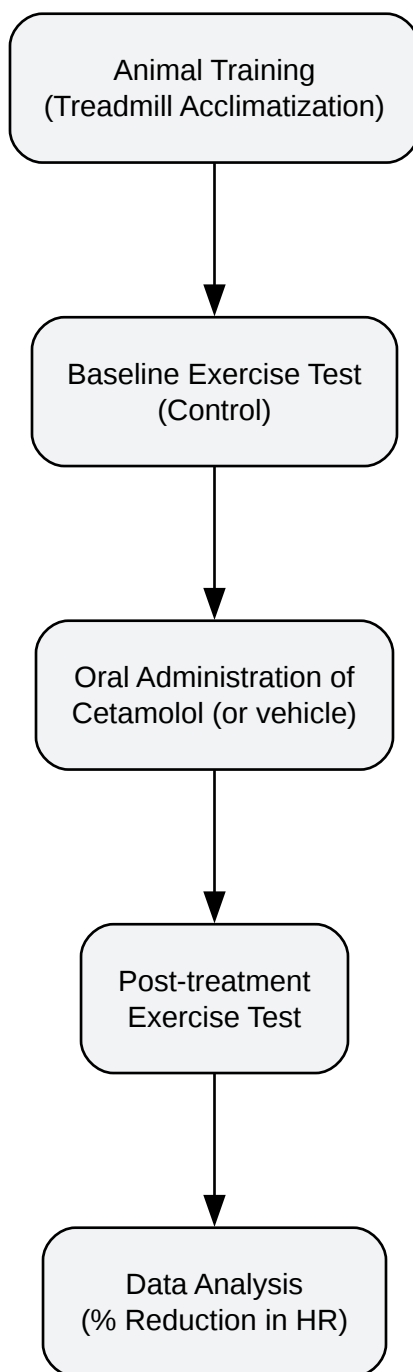 Animal Training
(Treadmill Acclimatization)
Baseline Exercise Test
(Control)
Oral Administration of
Cetamolol (or vehicle)
Post-treatment
Exercise Test
Data Analysis
(% Reduction in HR)